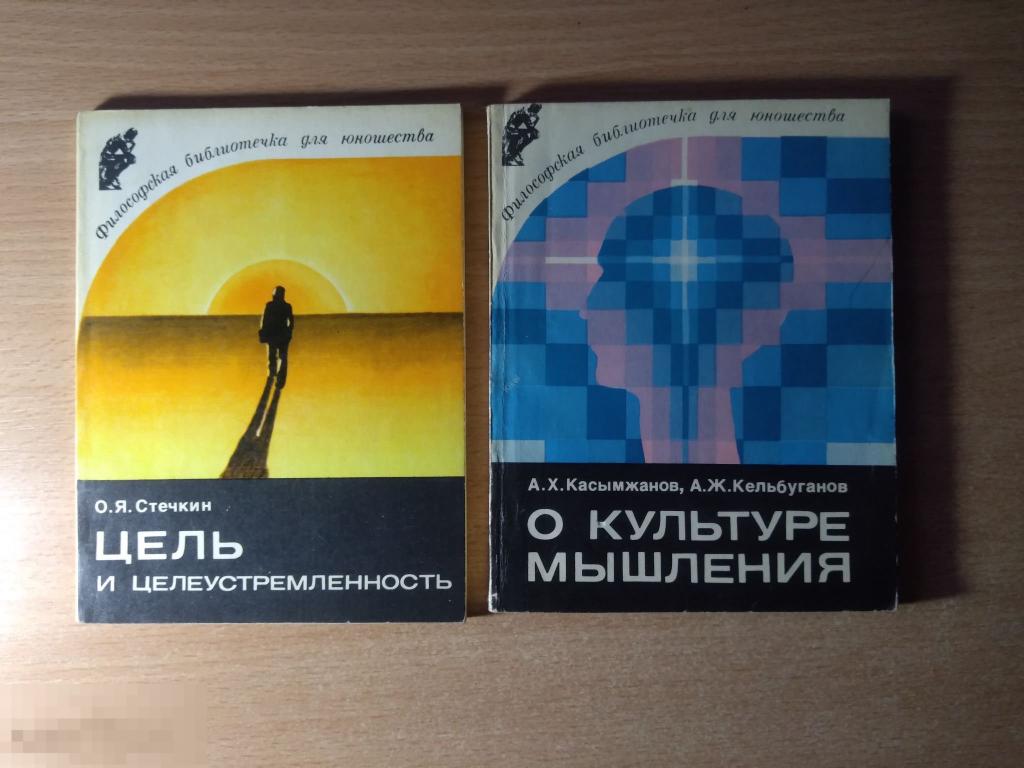 Философская библиотечка для юношества
О.Я.Стечкин
ЦЕЛЬ
И ЦЕЛЕУСТРЕМЛЕННОСТЬ
Философская библиотечка для юношества
А.Х.Касымжанов, А.Ж.Кельбуганов
О КУЛЬТУРЕ
МЫШЛЕНИЯ